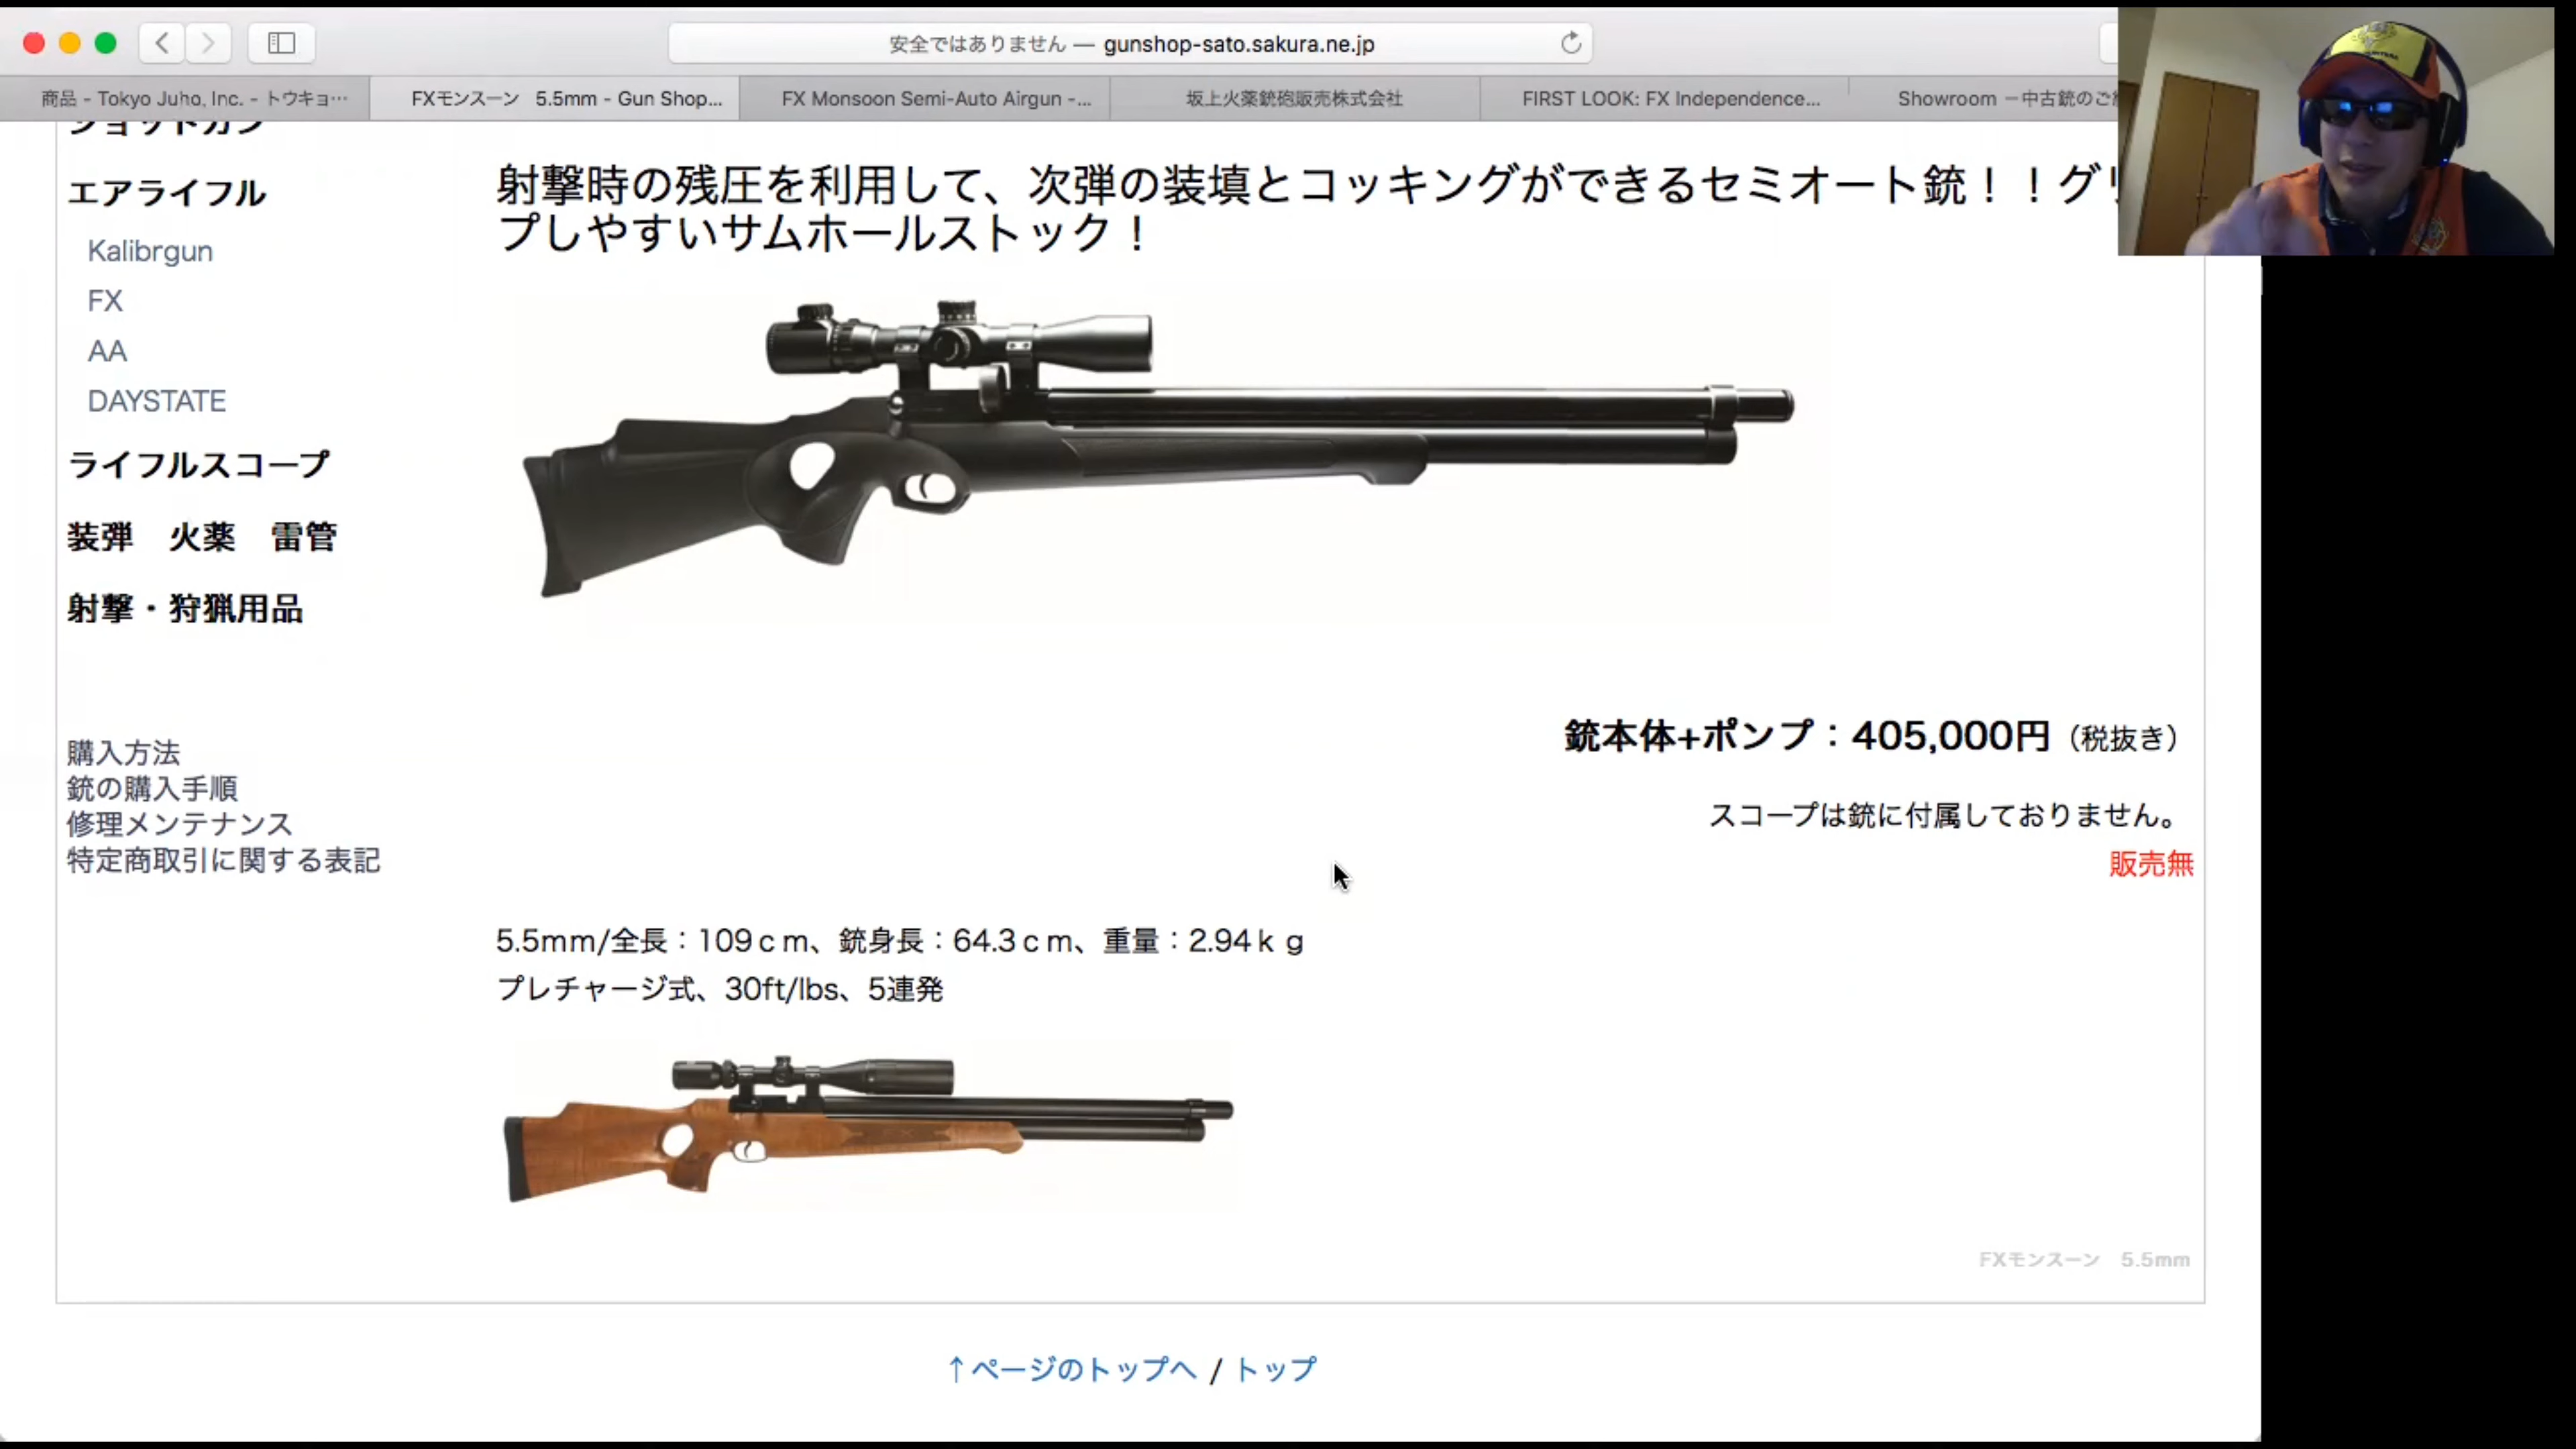 安全ではありません — gunshop-sato.sakura.ne.jp
商品 - Tokyo Juho, Inc. - トウキョ…
FXモンスーン　5.5mm - Gun Shop...
FX Monsoon Semi-Auto Airgun -...
坂上火薬銃砲販売株式会社
FIRST LOOK: FX Independence...
Showroom －中古銃のご
ショットガン
エアライフル
Kalibrgun
FX
AA
DAYSTATE
ライフルスコープ
装弾　火薬　雷管
射撃・狩猟用品
購入方法
銃の購入手順
修理メンテナンス
特定商取引に関する表記
射撃時の残圧を利用して、次弾の装填とコッキングができるセミオート銃！！グリ
プしやすいサムホールストック！
銃本体+ポンプ：405,000円（税抜き）
スコープは銃に付属しておりません。
販売無
5.5mm/全長：109ｃｍ、銃身長：64.3ｃｍ、重量：2.94ｋｇ
プレチャージ式、30ft/lbs、5連発
FXモンスーン　5.5mm
↑ページのトップへ / トップ